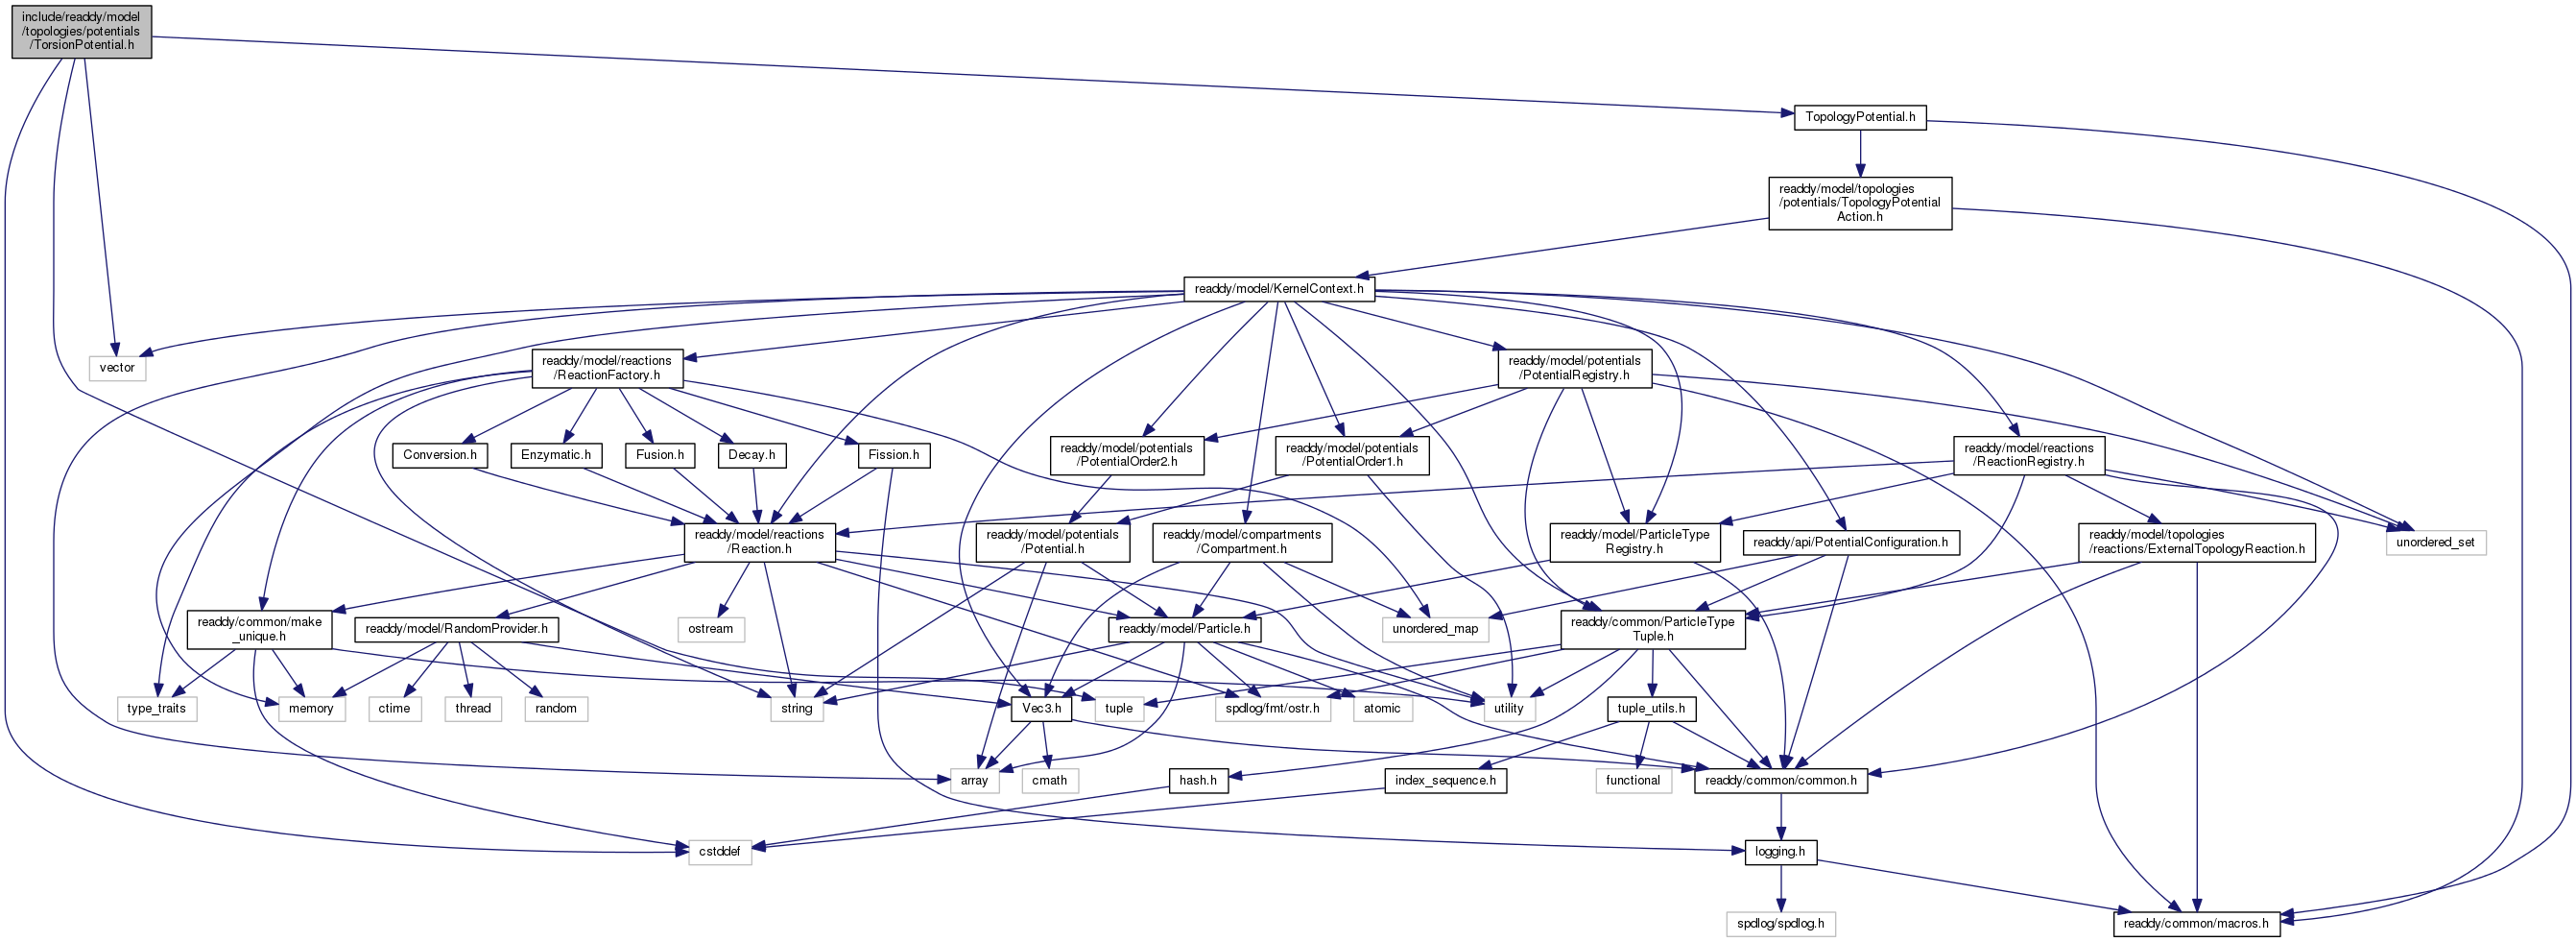 include/readdy/model
/topologies/potentials
/TorsionPotential.h
TopologyPotential.h
readdy/model/topologies
/potentials/TopologyPotential
Action.h
readdy/model/KernelContext.h
vector
readdy/model/reactions
/ReactionFactory.h
readdy/model/potentials
/PotentialRegistry.h
Conversion.h
Enzymatic.h
Fusion.h
Decay.h
Fission.h
readdy/model/potentials
/PotentialOrder2.h
readdy/model/potentials
/PotentialOrder1.h
readdy/model/reactions
/ReactionRegistry.h
readdy/model/reactions
/Reaction.h
readdy/model/potentials
/Potential.h
readdy/model/compartments
/Compartment.h
readdy/model/ParticleType
Registry.h
readdy/api/PotentialConfiguration.h
readdy/model/topologies
/reactions/ExternalTopologyReaction.h
unordered_set
readdy/common/make
_unique.h
readdy/model/RandomProvider.h
ostream
readdy/model/Particle.h
unordered_map
readdy/common/ParticleType
Tuple.h
type_traits
memory
ctime
thread
random
string
Vec3.h
tuple
spdlog/fmt/ostr.h
atomic
utility
tuple_utils.h
array
cmath
hash.h
index_sequence.h
functional
readdy/common/common.h
cstddef
logging.h
spdlog/spdlog.h
readdy/common/macros.h